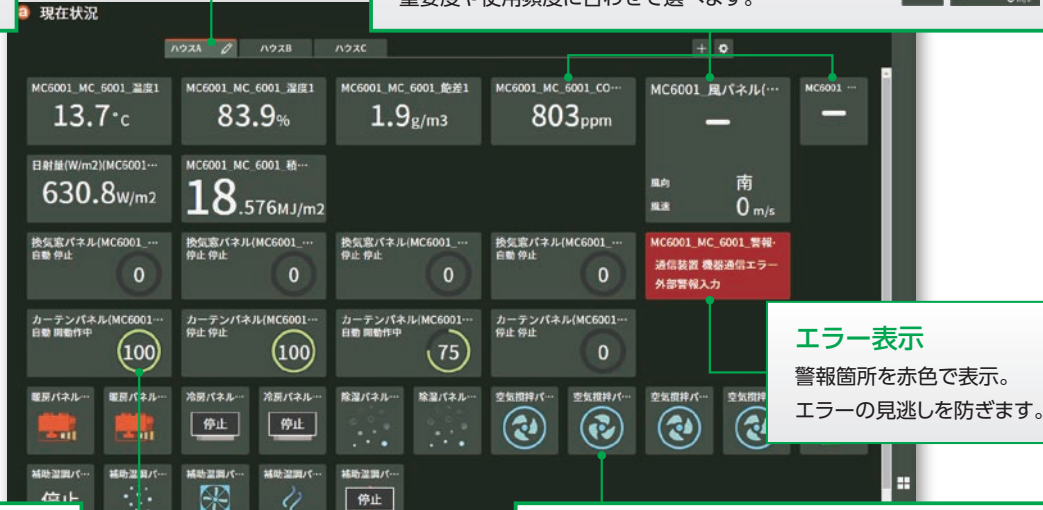 重要度や使用頻度に合わせて選べます。
a 現在状況
ハウスA ハウスB ハウスC
MC6001_MC_6001_温度1
13.7°C
MC6001_MC_6001_湿度1
83.9%
MC6001_MC_6001_飽差1
1.9g/m3
MC6001_MC_6001_CO…
803ppm
MC6001_風パネル(…
–
風向 南
風速 0 m/s
MC6001 …
–
日射量(W/m2)(MC6001…
630.8W/m2
MC6001_MC_6001_積…
18.576MJ/m2
換気窓パネル(MC6001_…
自動 停止
0
換気窓パネル(MC6001_…
停止 停止
0
換気窓パネル(MC6001_…
停止 停止
0
換気窓パネル(MC6001_…
自動 停止
0
MC6001_MC_6001_警報·
通信装置 機器通信エラー
外部警報入力
カーテンパネル(MC6001…
自動 開動作中
100
カーテンパネル(MC6001…
停止 停止
100
カーテンパネル(MC6001…
自動 開動作中
75
カーテンパネル(MC6001…
停止 停止
0
エラー表示
警報箇所を赤色で表示。
エラーの見逃しを防ぎます。
暖房パネル… 暖房パネル… 冷房パネル… 冷房パネル… 除湿パネル… 除湿パネル… 空気撹拌パ… 空気撹拌パ… 空気撹拌パ… 空気撹拌
停止 停止
補助温調パ… 補助温調パ… 補助温調パ… 補助温調パ… 補助温調パ…
停止 停止